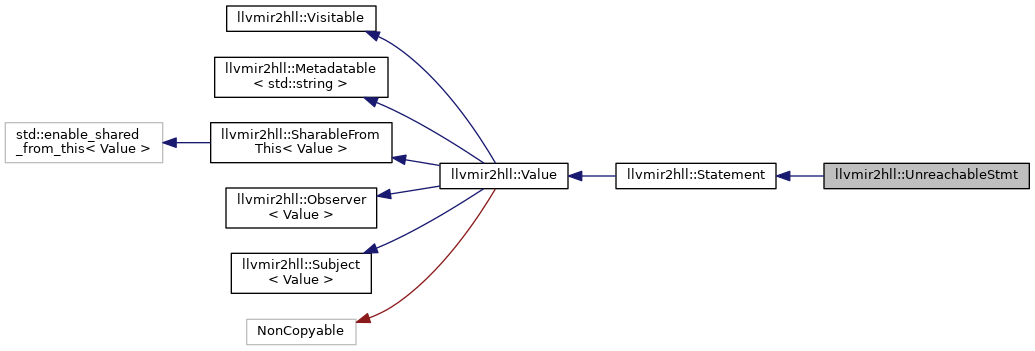 llvmir2hll::Visitable
llvmir2hll::Metadatable
< std::string >
std::enable_shared
_from_this< Value >
llvmir2hll::SharableFrom
This< Value >
llvmir2hll::Value
llvmir2hll::Statement
llvmir2hll::UnreachableStmt
llvmir2hll::Observer
< Value >
llvmir2hll::Subject
< Value >
NonCopyable